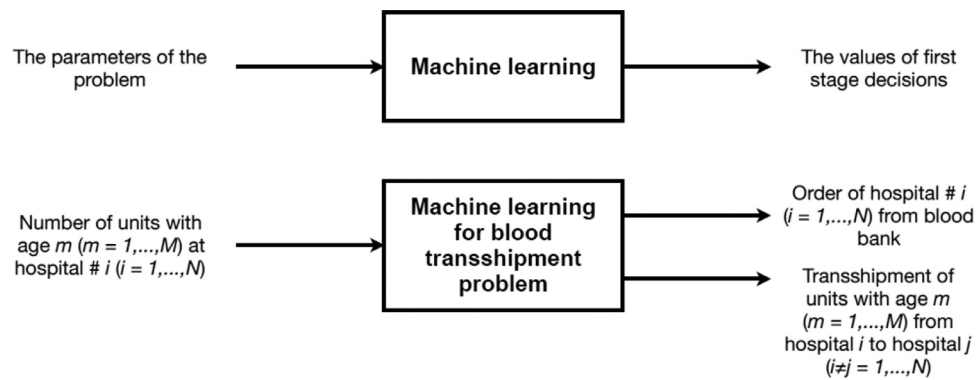 The parameters of the
problem
Machine learning
The values of first
stage decisions
Number of units with
age m (m = 1,...,M) at
hospital # i (i = 1,...,N)
Machine learning
for blood
transshipment
problem
Order of hospital # i
(i = 1,...,N) from blood
bank
Transshipment of
units with age m
(m = 1,...,M) from
hospital i to hospital j
(i≠j = 1,...,N)